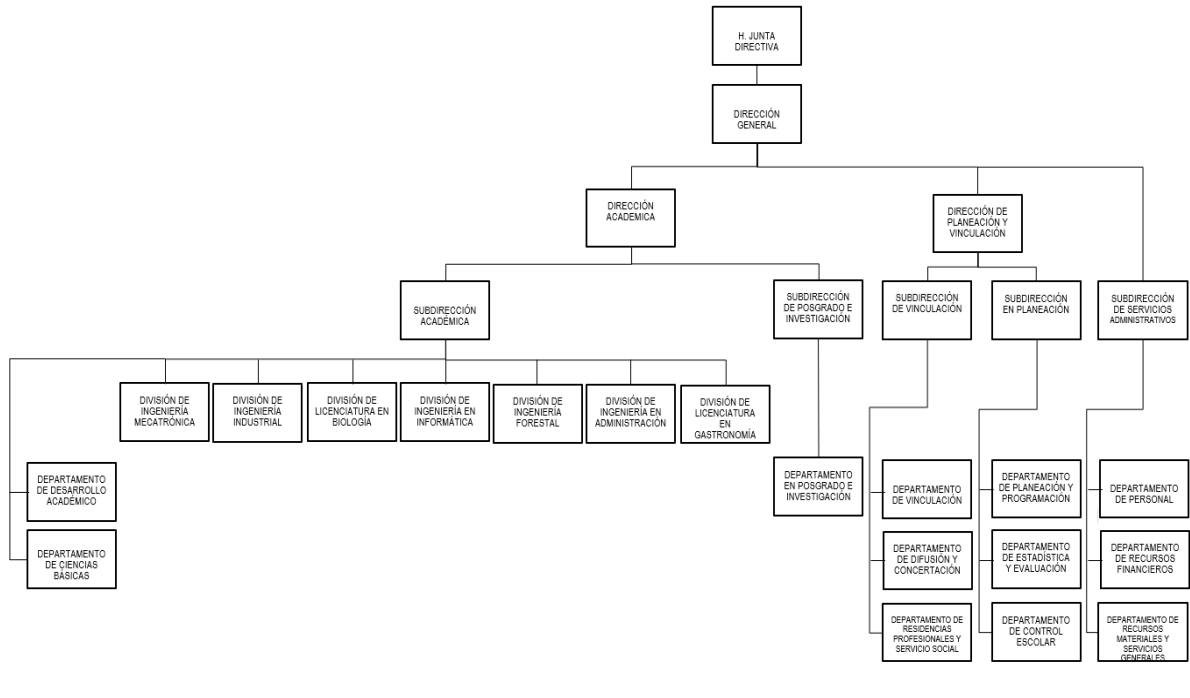 H. JUNTA
DIRECTIVA
DIRECCIÓN
GENERAL
DIRECCIÓN
ACADEMICA
DIRECCIÓN DE
PLANEACIÓN Y
VINCULACIÓN
SUBDIRECCIÓN
ACADÉMICA
SUBDIRECCIÓN
DE POSGRADO E
INVESTIGACIÓN
SUBDIRECCIÓN
DE VINCULACIÓN
SUBDIRECCIÓN
EN PLANEACIÓN
SUBDIRECCIÓN
DE SERVICIOS
ADMINISTRATIVOS
DIVISIÓN DE
INGENIERÍA
MECATRÓNICA
DIVISIÓN DE
INGENIERÍA
INDUSTRIAL
DIVISIÓN DE
LICENCIATURA EN
BIOLOGÍA
DIVISIÓN DE
INGENIERÍA EN
INFORMÁTICA
DIVISIÓN DE
INGENIERÍA
FORESTAL
DIVISIÓN DE
INGENIERÍA EN
ADMINISTRACIÓN
DIVISIÓN DE
LICENCIATURA
EN
GASTRONOMÍA
DEPARTAMENTO
DE DESARROLLO
ACADÉMICO
DEPARTAMENTO
EN POSGRADO E
INVESTIGACIÓN
DEPARTAMENTO
DE VINCULACIÓN
DEPARTAMENTO
DE PLANEACIÓN Y
PROGRAMACIÓN
DEPARTAMENTO
DE PERSONAL
DEPARTAMENTO
DE CIENCIAS
BÁSICAS
DEPARTAMENTO
DE DIFUSIÓN Y
CONCERTACIÓN
DEPARTAMENTO
DE ESTADÍSTICA
Y EVALUACIÓN
DEPARTAMENTO
DE RECURSOS
FINANCIEROS
DEPARTAMENTO DE
RESIDENCIAS
PROFESIONALES Y
SERVICIO SOCIAL
DEPARTAMENTO
DE CONTROL
ESCOLAR
DEPARTAMENTO DE
RECURSOS
MATERIALES Y
SERVICIOS
GENERALES